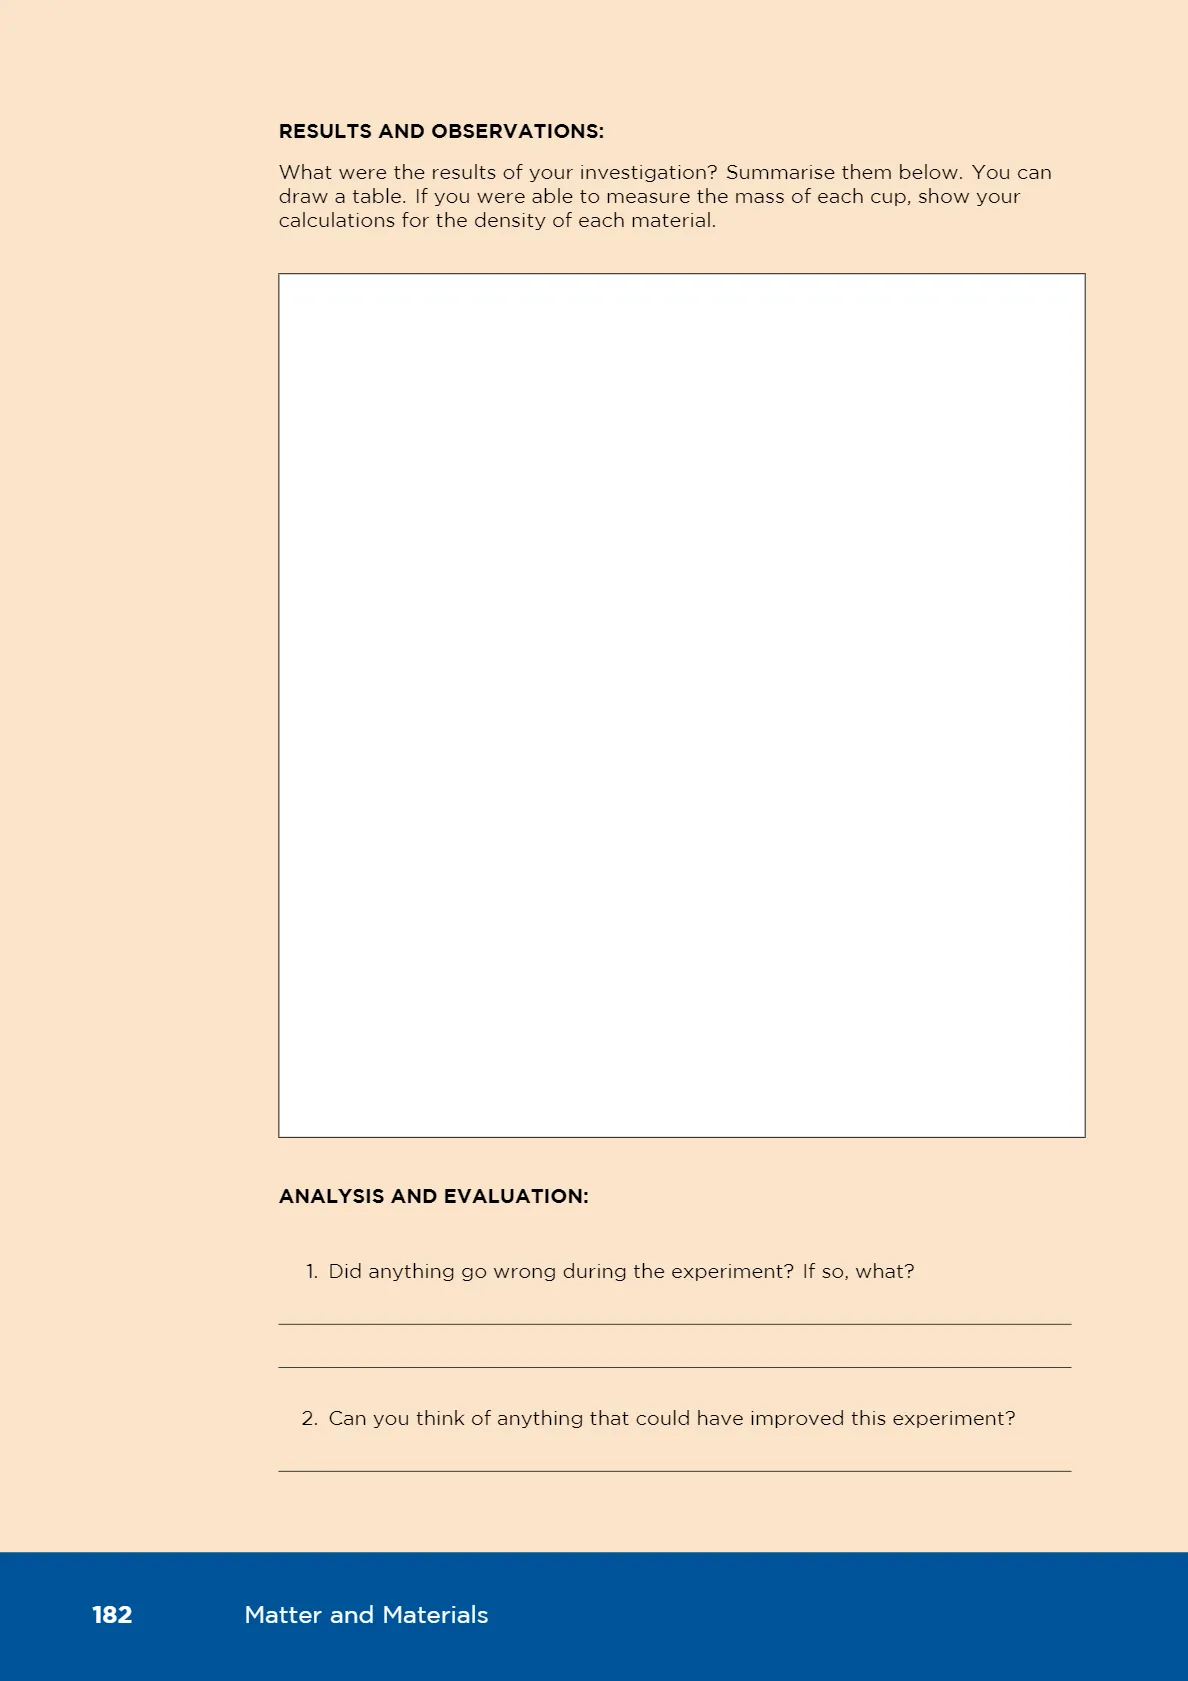 RESULTS AND OBSERVATIONS:
What were the results of your investigation? Summarise them below. You can
draw a table. If you were able to measure the mass of each cup, show your
calculations for the density of each material.
ANALYSIS AND EVALUATION:
1. Did anything go wrong during the experiment? If so, what?
2. Can you think of anything that could have improved this experiment?
182 Matter and Materials